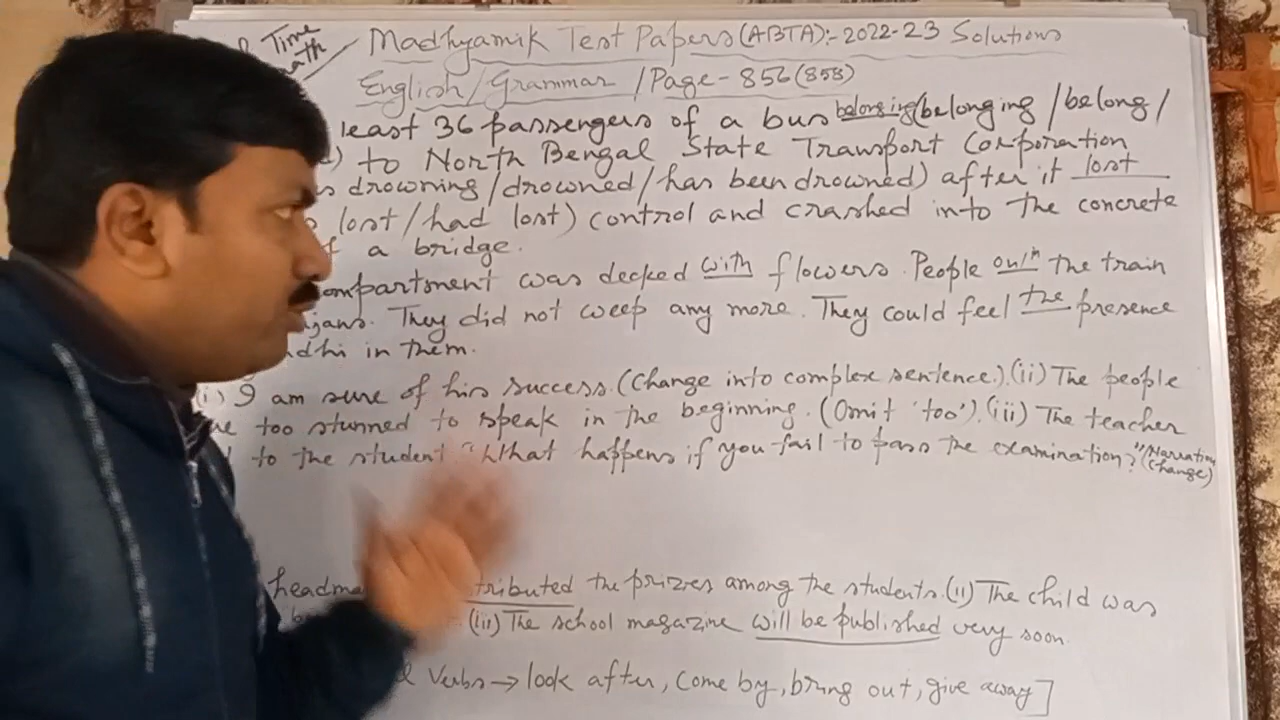 Time
Madhyamik Test Papers (ABTA):- 2022-23 Solutions
English/Grammar /Page-856(858)
least 36 passengers of a bus belonging (belonging /belong/
) to North Bengal State Transport Corporation
s drowning/drowned/has been drowned) after it lost
s lost/had lost) control and crashed into the concrete
f a bridge.
ompartment was decked with flowers. People on/in the train
. They did not weep any more. They could feel the presence
ndhi in them.
(i) I am sure of his success. (Change into complex sentence.) (ii) The people
e too stunned to speak in the beginning. (Omit 'too'). (iii) The teacher
to the student "What happens if you fail to pass the examination?" (Narration Change)
headma tributed the prizes among the students. (ii) The child was
. (iii) The school magazine will be published very soon.
l Verbs → look after, come by, bring out, give away]